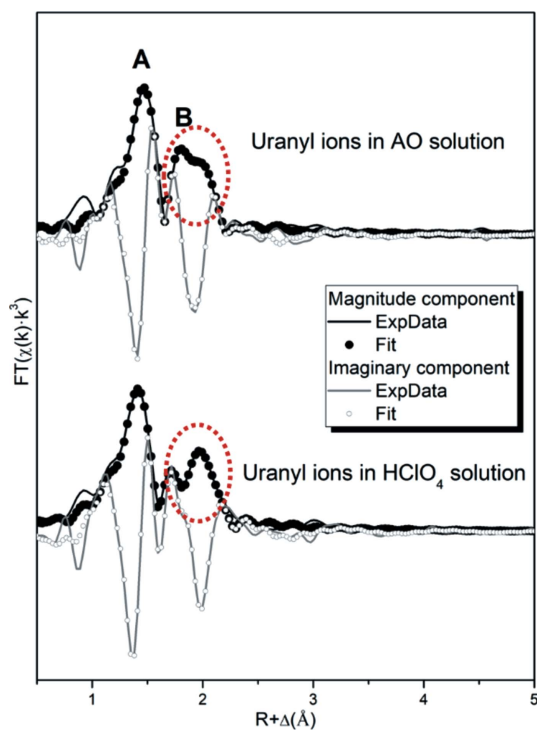 A
B
Uranyl ions in AO solution
FT(χ(k)·k³)
Magnitude component
ExpData
Fit
Imaginary component
ExpData
Fit
Uranyl ions in HClO₄ solution
1 2 3 4 5
R+Δ(Å)